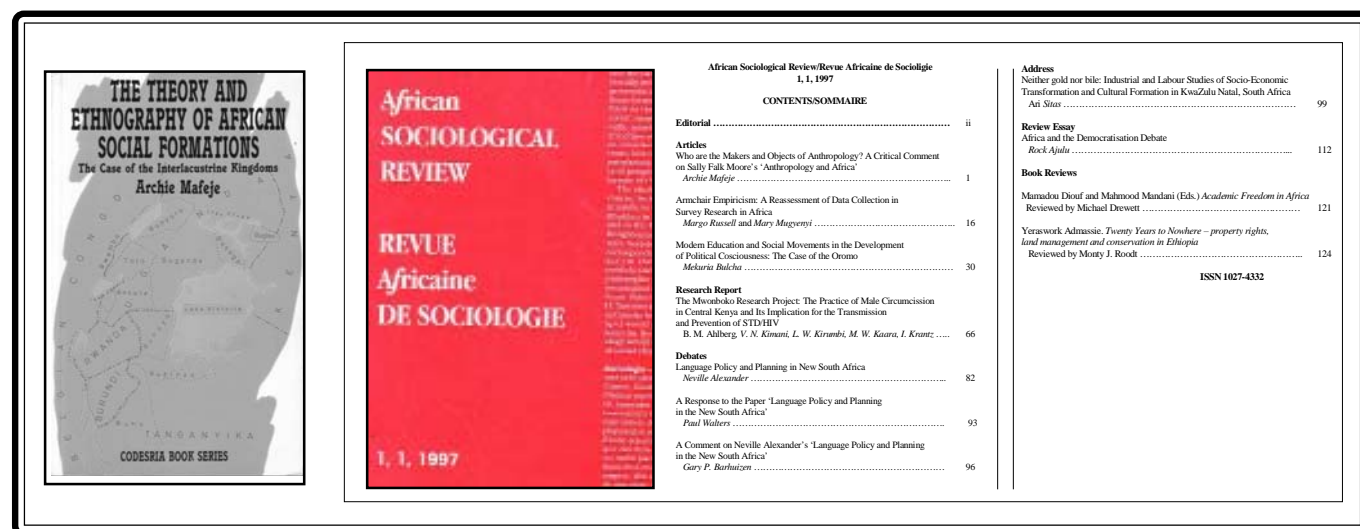 THE THEORY AND
ETHNOGRAPHY OF AFRICAN
SOCIAL FORMATIONS
The Case of the Interlacustrine Kingdoms
Archie Mafeje
RWANDA
BURUNDI
TANGANYIKA
CODESRIA BOOK SERIES
African
SOCIOLOGICAL
REVIEW
REVUE
Africaine
DE SOCIOLOGIE
1, 1, 1997
African Sociological Review/Revue Africaine de Socioligie
1, 1, 1997
CONTENTS/SOMMAIRE
Editorial ………………………………………………………………… ii
Articles
Who are the Makers and Objects of Anthropology? A Critical Comment
on Sally Falk Moore's 'Anthropology and Africa'
Archie Mafeje ………………………………………………………….. 1
Armchair Empiricism: A Reassessment of Data Collection in
Survey Research in Africa
Margo Russell and Mary Mugyenyi …………………………………….. 16
Modern Education and Social Movements in the Development
of Political Cosciousness: The Case of the Oromo
Mekuria Bulcha ………………………………………………………… 30
Research Report
The Mwonboko Research Project: The Practice of Male Circumcission
in Central Kenya and Its Implication for the Transmission
and Prevention of STD/HIV
B. M. Ahlberg, V. N. Kimani, L. W. Kirumbi, M. W. Kaara, I. Krantz ….. 66
Debates
Language Policy and Planning in New South Africa
Neville Alexander …………………………………………………….. 82
A Response to the Paper 'Language Policy and Planning
in the New South Africa'
Paul Walters …………………………………………………………. 93
A Comment on Neville Alexander's 'Language Policy and Planning
in the New South Africa'
Gary P. Barhuizen …………………………………………………… 96
Address
Neither gold nor bile: Industrial and Labour Studies of Socio-Economic
Transformation and Cultural Formation in KwaZulu Natal, South Africa
Ari Sitas ……………………………………………………………… 99
Review Essay
Africa and the Democratisation Debate
Rock Ajulu …………………………………………………………... 112
Book Reviews
Mamadou Diouf and Mahmood Mandani (Eds.) Academic Freedom in Africa
Reviewed by Michael Drewett ………………………………………… 121
Yeraswork Admassie. Twenty Years to Nowhere – property rights,
land management and conservation in Ethiopia
Reviewed by Monty J. Roodt ………………………………………….. 124
ISSN 1027-4332